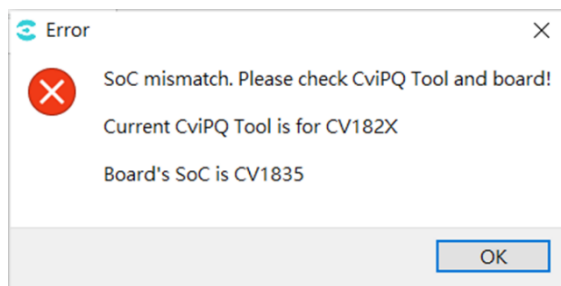 Error
SoC mismatch. Please check CviPQ Tool and board!
Current CviPQ Tool is for CV182X
Board's SoC is CV1835
OK